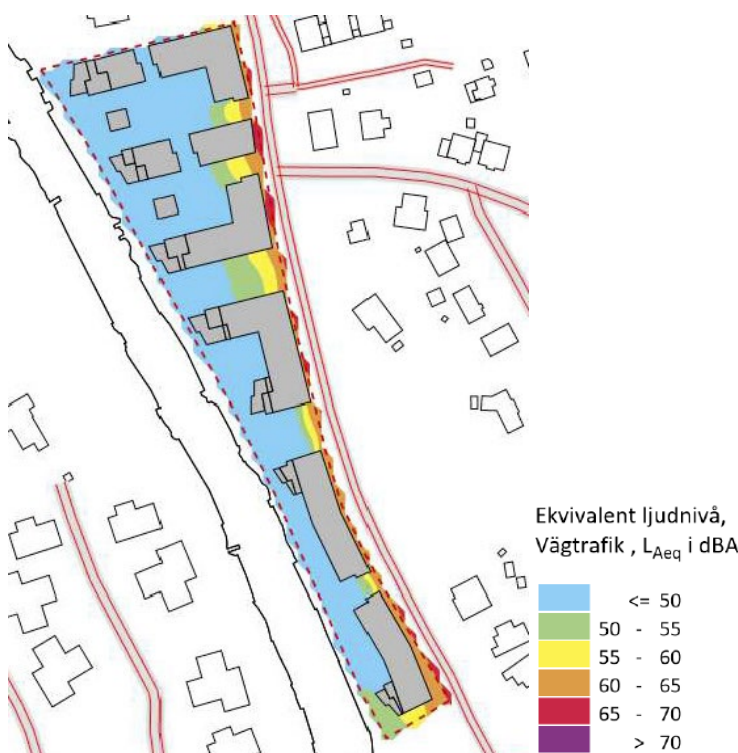 Ekvivalent ljudnivå,
Vägtrafik , LAeq i dBA
<= 50
50 - 55
55 - 60
60 - 65
65 - 70
> 70